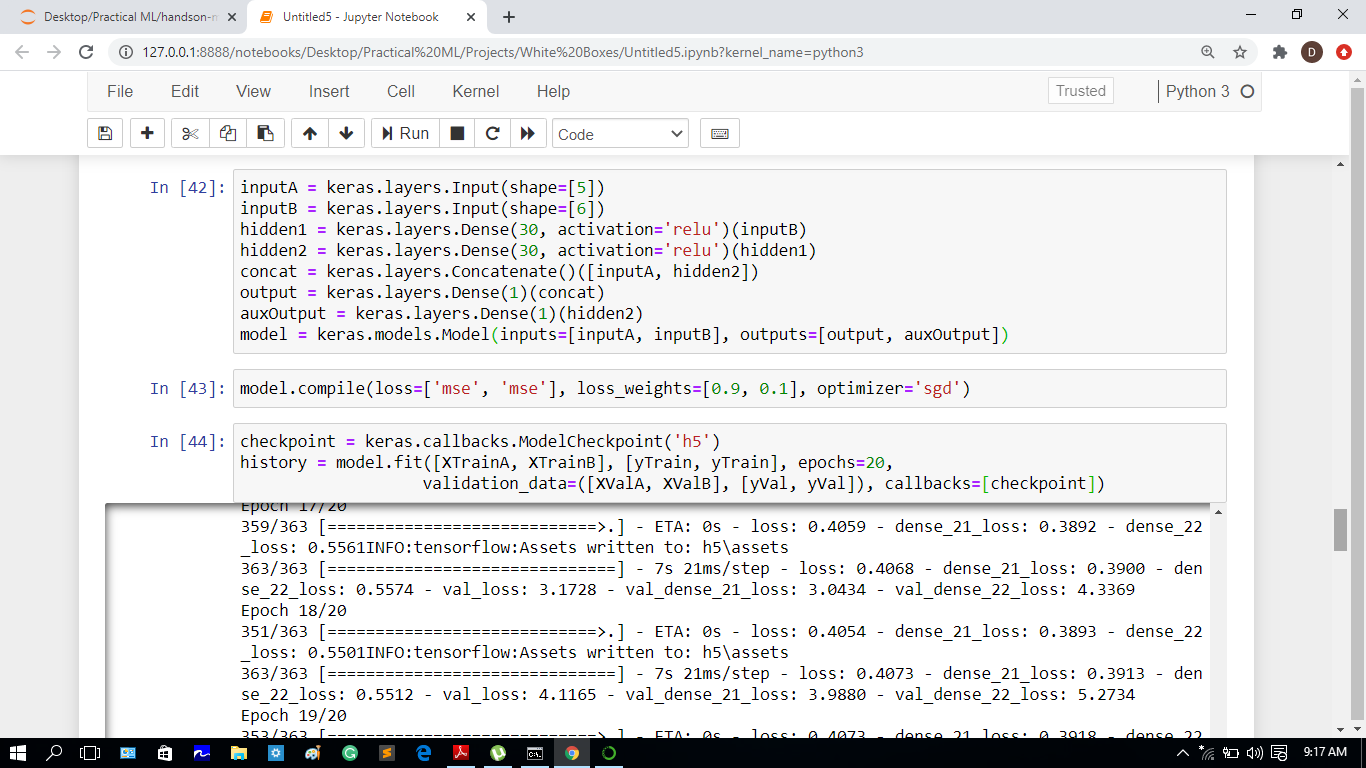 Desktop/Practical ML/handson-m
Untitled5 - Jupyter Notebook
127.0.0.1:8888/notebooks/Desktop/Practical%20ML/Projects/White%20Boxes/Untitled5.ipynb?kernel_name=python3
D
File Edit View Insert Cell Kernel Help Trusted Python 3
Run Code
In [42]: inputA = keras.layers.Input(shape=[5])
inputB = keras.layers.Input(shape=[6])
hidden1 = keras.layers.Dense(30, activation='relu')(inputB)
hidden2 = keras.layers.Dense(30, activation='relu')(hidden1)
concat = keras.layers.Concatenate()([inputA, hidden2])
output = keras.layers.Dense(1)(concat)
auxOutput = keras.layers.Dense(1)(hidden2)
model = keras.models.Model(inputs=[inputA, inputB], outputs=[output, auxOutput])
In [43]: model.compile(loss=['mse', 'mse'], loss_weights=[0.9, 0.1], optimizer='sgd')
In [44]: checkpoint = keras.callbacks.ModelCheckpoint('h5')
history = model.fit([XTrainA, XTrainB], [yTrain, yTrain], epochs=20,
validation_data=([XValA, XValB], [yVal, yVal]), callbacks=[checkpoint])
Epoch 17/20
359/363 [============================>.] - ETA: 0s - loss: 0.4059 - dense_21_loss: 0.3892 - dense_22
_loss: 0.5561INFO:tensorflow:Assets written to: h5\assets
363/363 [==============================] - 7s 21ms/step - loss: 0.4068 - dense_21_loss: 0.3900 - den
se_22_loss: 0.5574 - val_loss: 3.1728 - val_dense_21_loss: 3.0434 - val_dense_22_loss: 4.3369
Epoch 18/20
351/363 [============================>.] - ETA: 0s - loss: 0.4054 - dense_21_loss: 0.3893 - dense_22
_loss: 0.5501INFO:tensorflow:Assets written to: h5\assets
363/363 [==============================] - 7s 21ms/step - loss: 0.4073 - dense_21_loss: 0.3913 - den
se_22_loss: 0.5512 - val_loss: 4.1165 - val_dense_21_loss: 3.9880 - val_dense_22_loss: 5.2734
Epoch 19/20
353/363 [============================>.] - ETA: 0s - loss: 0.4073 - dense_21_loss: 0.3918 - dense_22
9:17 AM